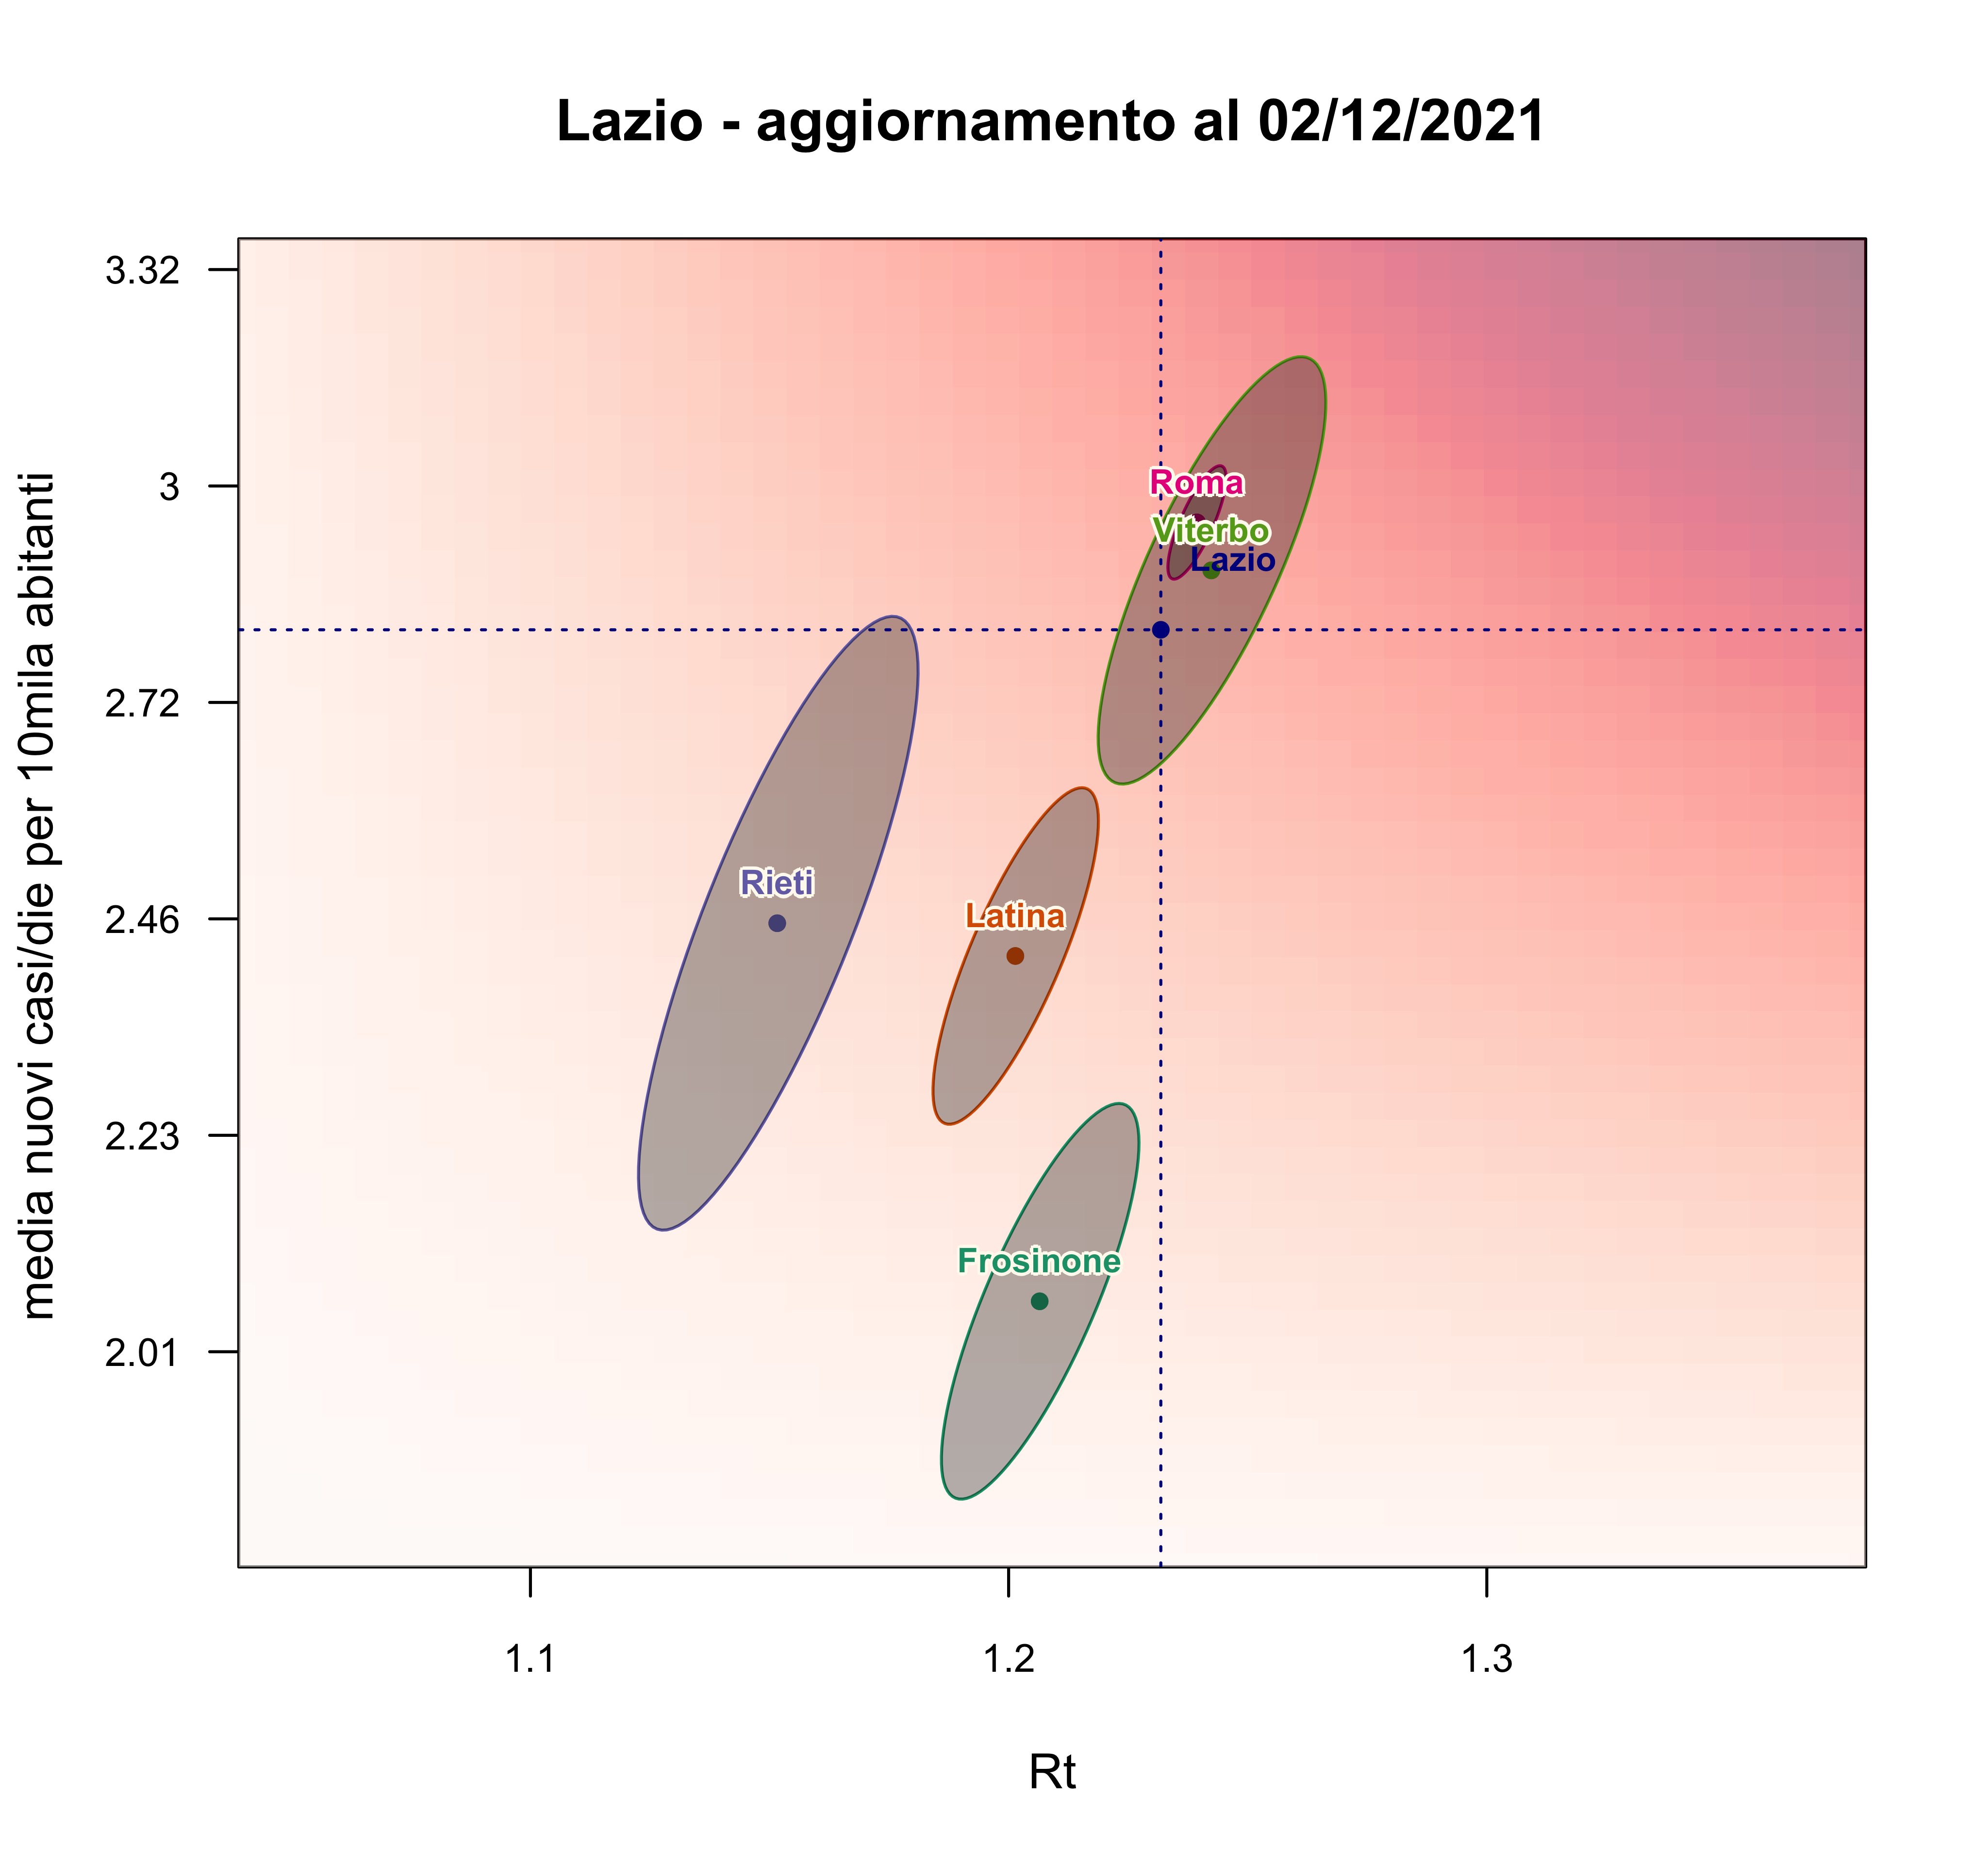 Lazio - aggiornamento al 02/12/2021
media nuovi casi/die per 10mila abitanti
3.32
3
2.72
2.46
2.23
2.01
Roma
Viterbo
Lazio
Rieti
Latina
Frosinone
1.1
1.2
1.3
Rt